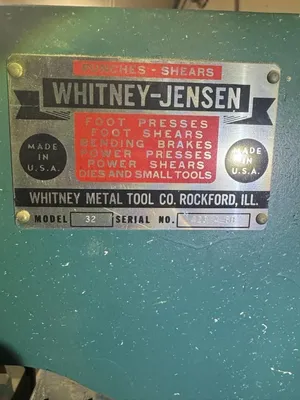 PUNCHES - SHEARS
WHITNEY-JENSEN
FOOT PRESSES
FOOT SHEARS
BENDING BRAKES
POWER PRESSES
POWER SHEARS
DIES AND SMALL TOOLS
MADE IN U.S.A.
MADE IN U.S.A.
WHITNEY METAL TOOL CO. ROCKFORD, ILL.
MODEL 32 SERIAL NO.